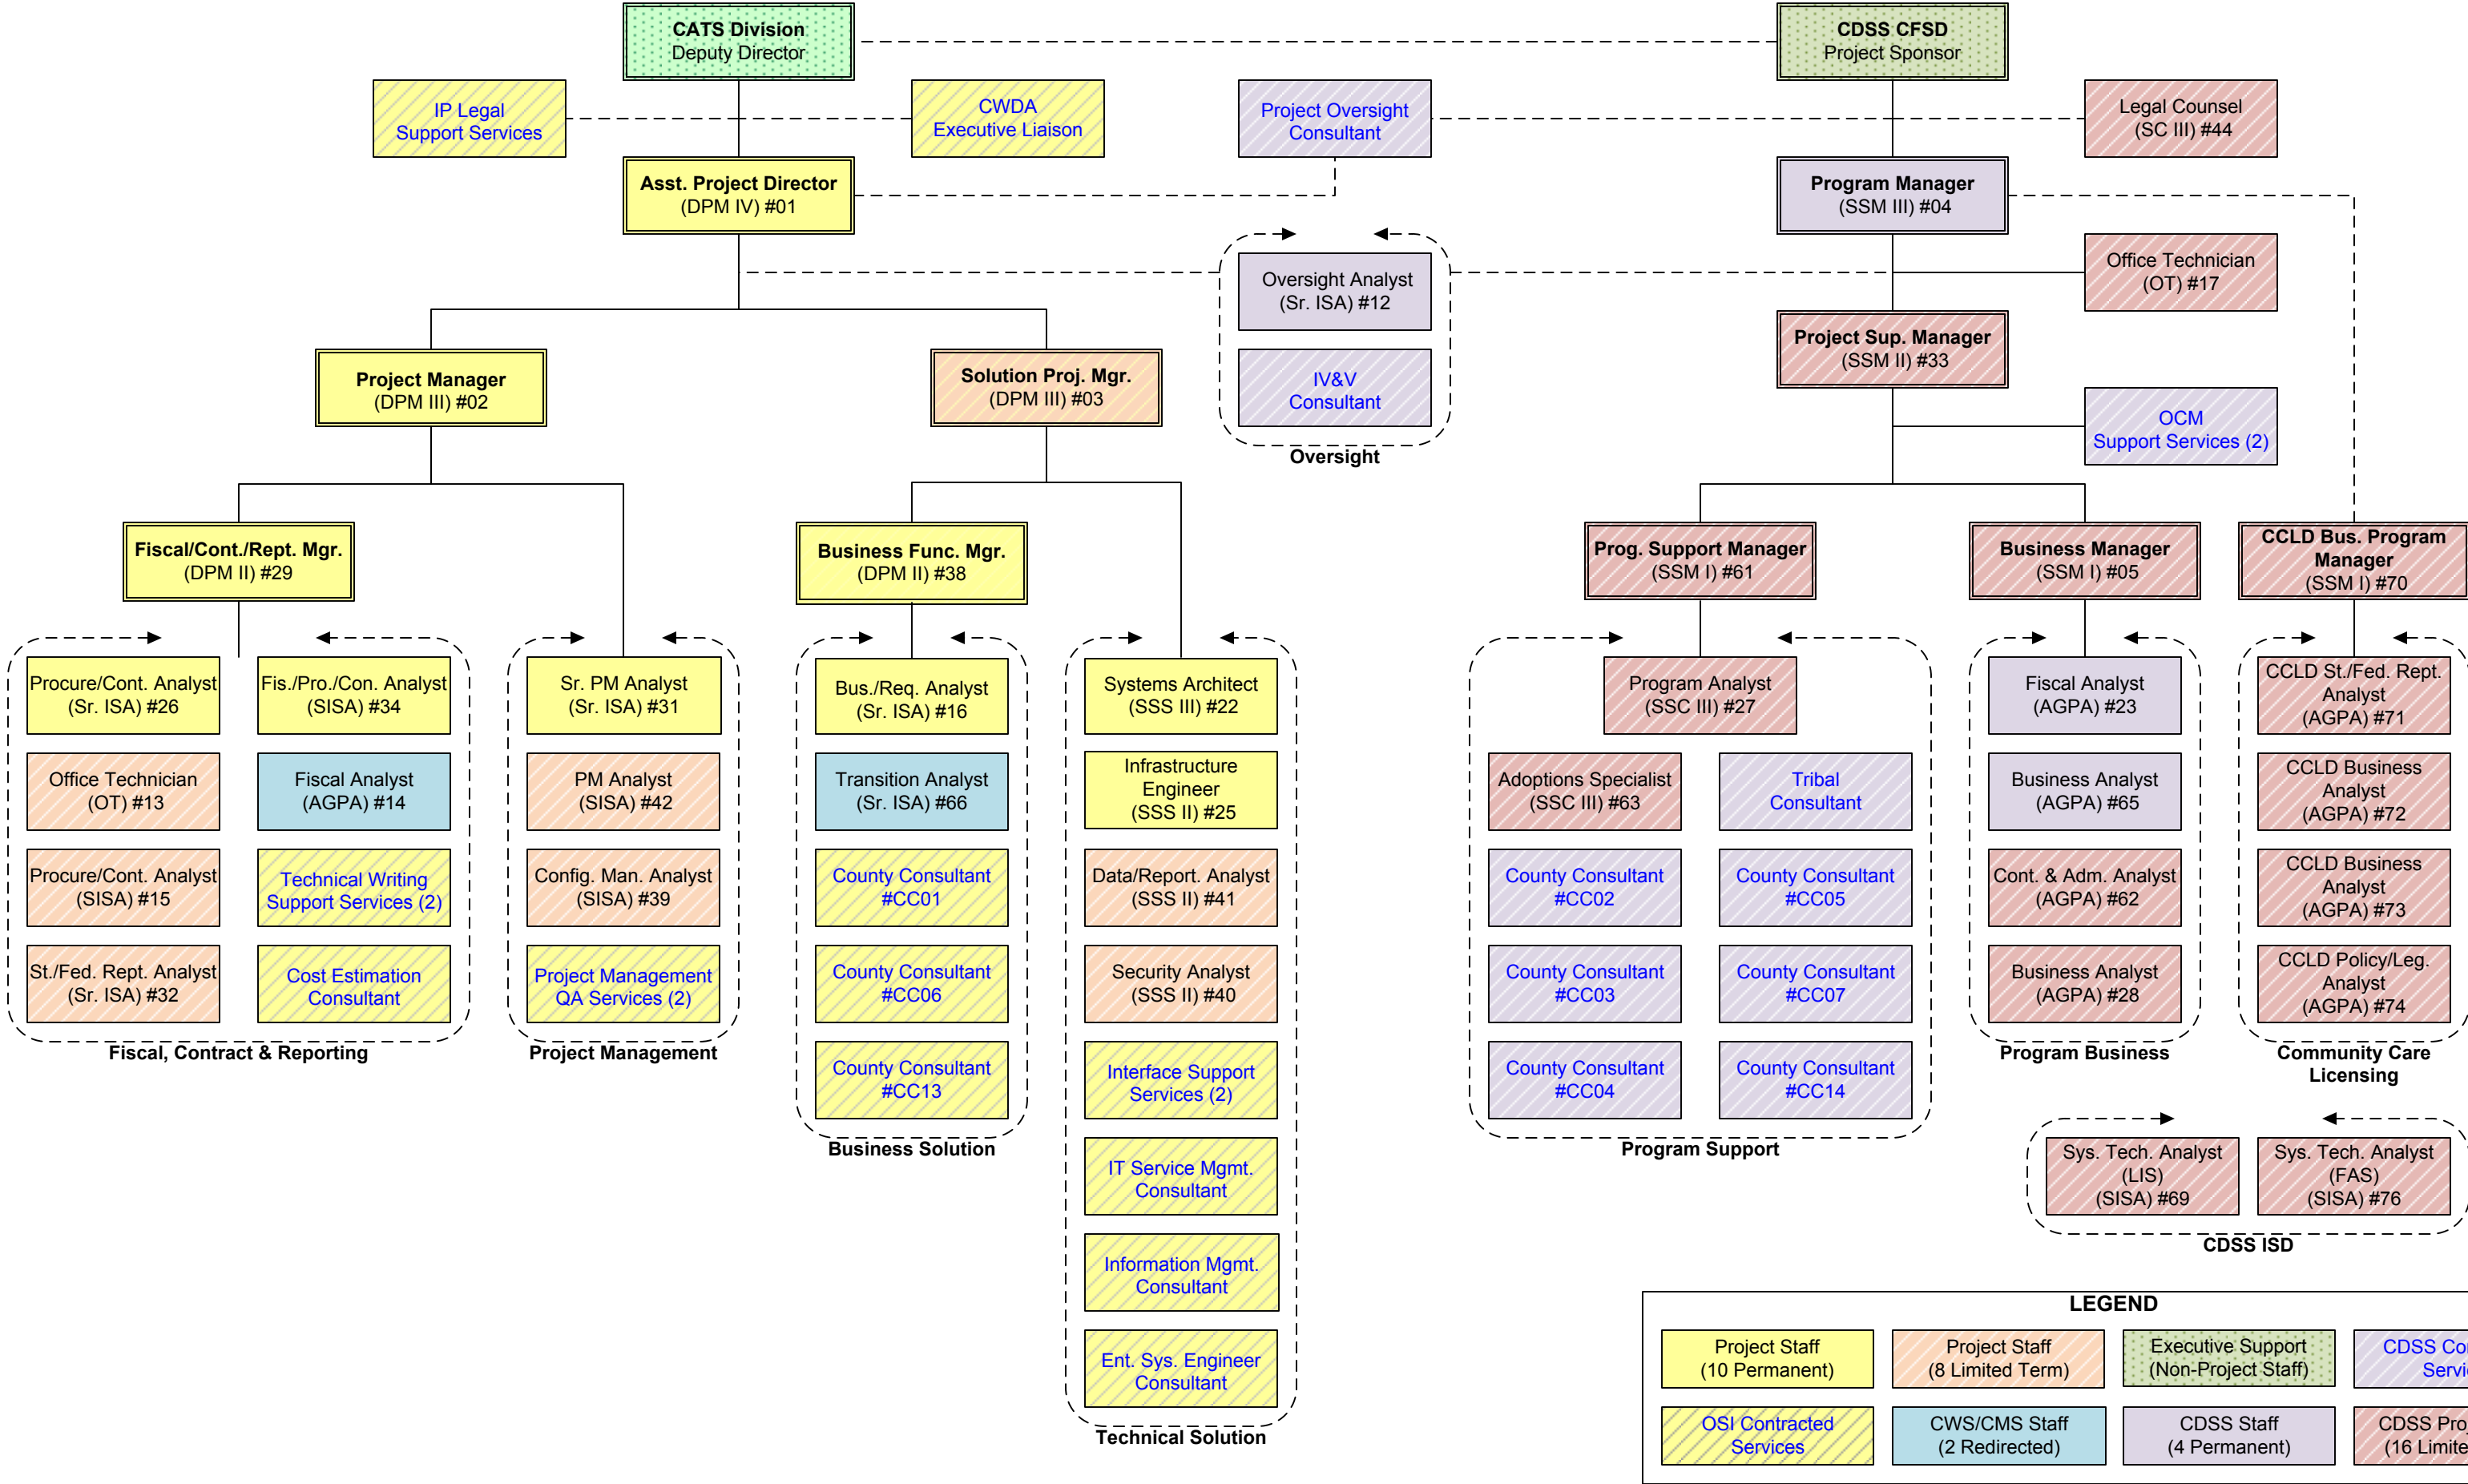 CATS Division
Deputy Director
CDSS CFSD
Project Sponsor
IP Legal
Support Services
CWDA
Executive Liaison
Project Oversight
Consultant
Legal Counsel
(SC III) #44
Asst. Project Director
(DPM IV) #01
Program Manager
(SSM III) #04
Oversight Analyst
(Sr. ISA) #12
IV&V
Consultant
Oversight
Office Technician
(OT) #17
Project Sup. Manager
(SSM II) #33
OCM
Support Services (2)
Project Manager
(DPM III) #02
Solution Proj. Mgr.
(DPM III) #03
Fiscal/Cont./Rept. Mgr.
(DPM II) #29
Business Func. Mgr.
(DPM II) #38
Prog. Support Manager
(SSM I) #61
Business Manager
(SSM I) #05
CCLD Bus. Program
Manager
(SSM I) #70
Procure/Cont. Analyst
(Sr. ISA) #26
Fis./Pro./Con. Analyst
(SISA) #34
Office Technician
(OT) #13
Fiscal Analyst
(AGPA) #14
Procure/Cont. Analyst
(SISA) #15
Technical Writing
Support Services (2)
St./Fed. Rept. Analyst
(Sr. ISA) #32
Cost Estimation
Consultant
Fiscal, Contract & Reporting
Sr. PM Analyst
(Sr. ISA) #31
PM Analyst
(SISA) #42
Config. Man. Analyst
(SISA) #39
Project Management
QA Services (2)
Project Management
Bus./Req. Analyst
(Sr. ISA) #16
Transition Analyst
(Sr. ISA) #66
County Consultant
#CC01
County Consultant
#CC06
County Consultant
#CC13
Business Solution
Systems Architect
(SSS III) #22
Infrastructure
Engineer
(SSS II) #25
Data/Report. Analyst
(SSS II) #41
Security Analyst
(SSS II) #40
Interface Support
Services (2)
IT Service Mgmt.
Consultant
Information Mgmt.
Consultant
Ent. Sys. Engineer
Consultant
Technical Solution
Program Analyst
(SSC III) #27
Adoptions Specialist
(SSC III) #63
Tribal
Consultant
County Consultant
#CC02
County Consultant
#CC05
County Consultant
#CC03
County Consultant
#CC07
County Consultant
#CC04
County Consultant
#CC14
Program Support
Fiscal Analyst
(AGPA) #23
Business Analyst
(AGPA) #65
Cont. & Adm. Analyst
(AGPA) #62
Business Analyst
(AGPA) #28
Program Business
CCLD St./Fed. Rept.
Analyst
(AGPA) #71
CCLD Business
Analyst
(AGPA) #72
CCLD Business
Analyst
(AGPA) #73
CCLD Policy/Leg.
Analyst
(AGPA) #74
Community Care
Licensing
Sys. Tech. Analyst
(LIS)
(SISA) #69
Sys. Tech. Analyst
(FAS)
(SISA) #76
CDSS ISD
LEGEND
Project Staff
(10 Permanent)
Project Staff
(8 Limited Term)
Executive Support
(Non-Project Staff)
CDSS
OSI Contracted
Services
CWS/CMS Staff
(2 Redirected)
CDSS Staff
(4 Permanent)
CDSS
(16